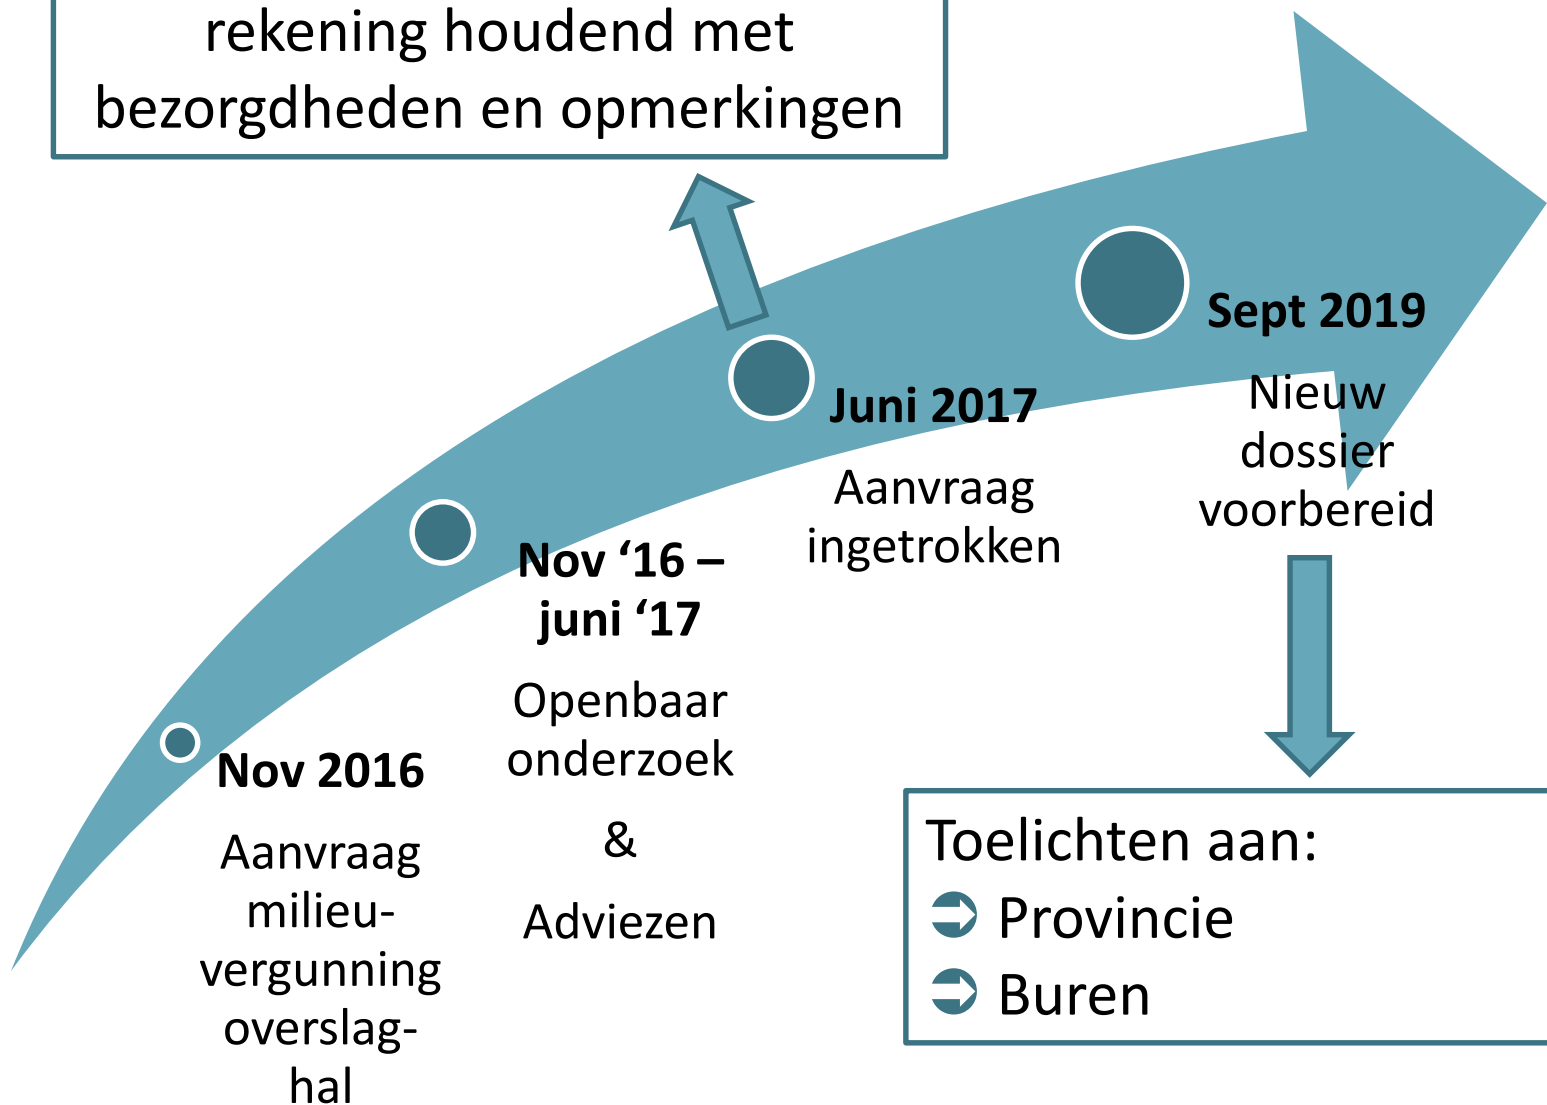 rekening houdend met
bezorgdheden en opmerkingen
Nov 2016
Aanvraag
milieu-
vergunning
overslag-
hal
Nov ‘16 –
juni ‘17
Openbaar
onderzoek
&
Adviezen
Juni 2017
Aanvraag
ingetrokken
Sept 2019
Nieuw
dossier
voorbereid
Toelichten aan:
Provincie
Buren